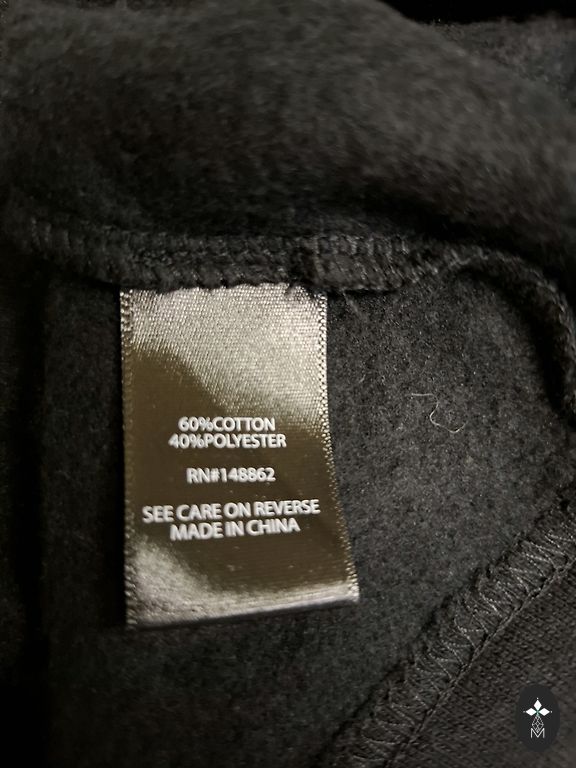 60%COTTON
40%POLYESTER
RN#148862
SEE CARE ON REVERSE
MADE IN CHINA
M